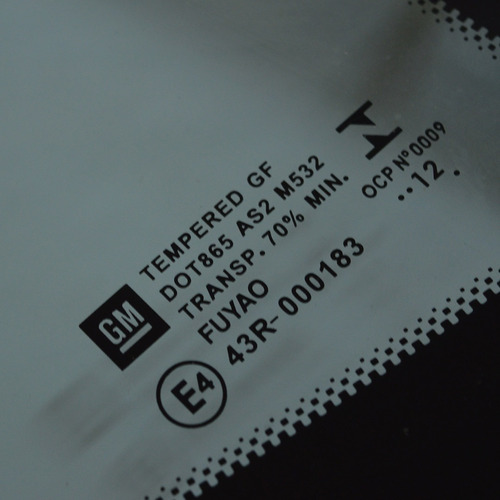 TEMPERED GF
DOT865 AS2 M532
TRANSP. 70% MIN.
FUYAO
43R-000183
GM
E4
OCP Nº0009
..12.